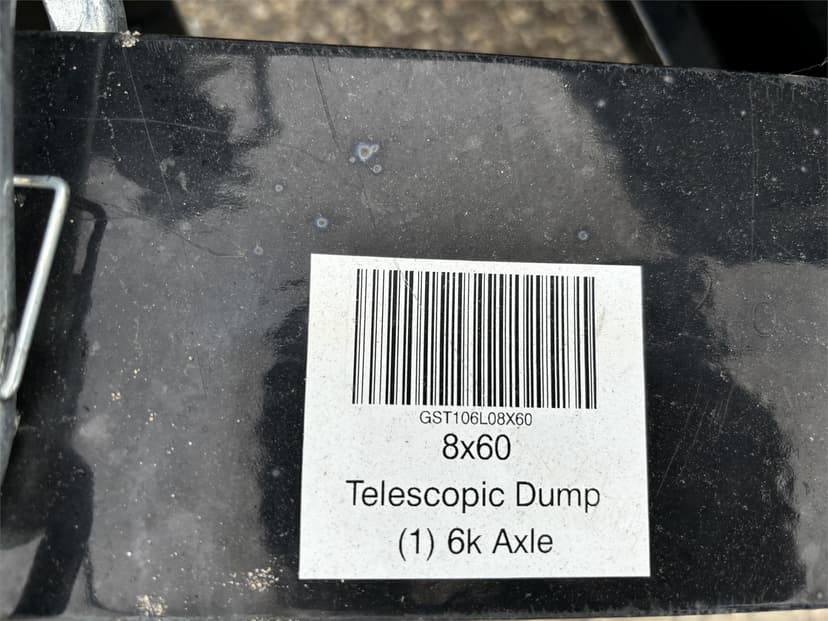 GST106L08X60
8x60
Telescopic Dump
(1) 6k Axle